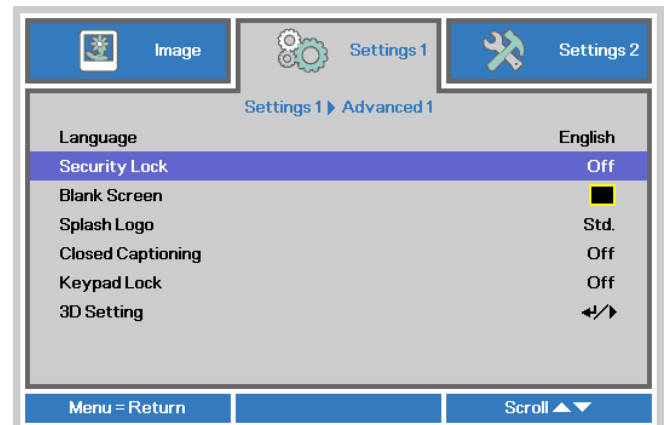 Image Settings 1 Settings 2
Settings 1 ▶ Advanced 1
Language English
Security Lock Off
Blank Screen
Splash Logo Std.
Closed Captioning Off
Keypad Lock Off
3D Setting ↵/▶
Menu = Return Scroll ▲▼